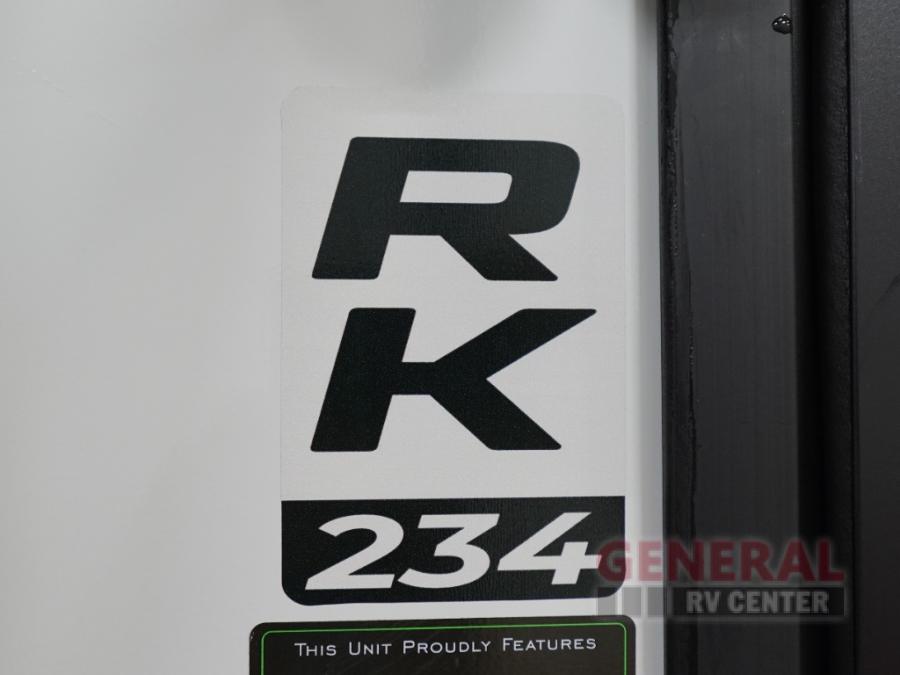 R
K
234
GENERAL
RV CENTER
This Unit Proudly Features